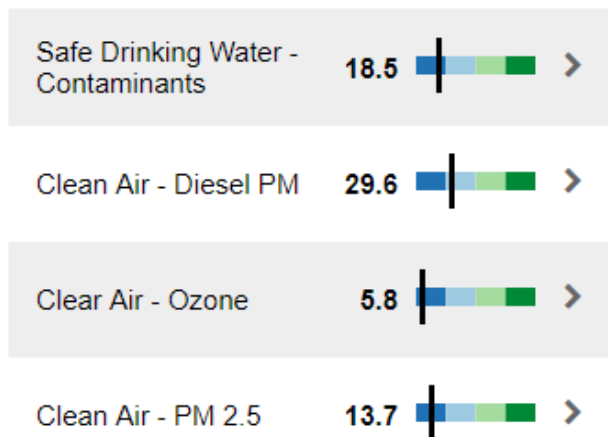 Safe Drinking Water -
Contaminants
18.5
Clean Air - Diesel PM
29.6
Clear Air - Ozone
5.8
Clean Air - PM 2.5
13.7